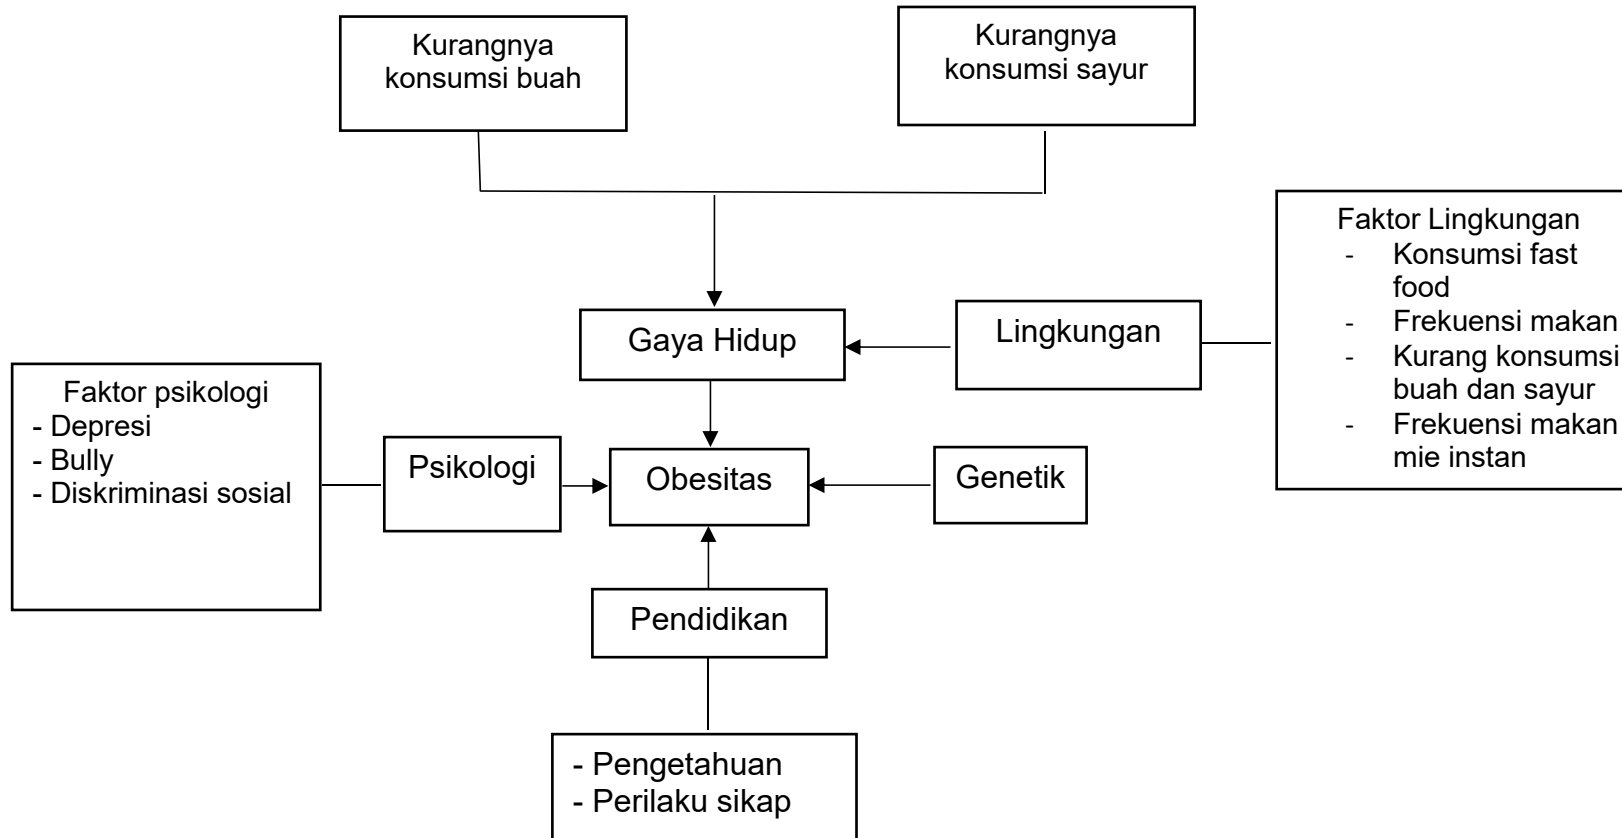 Kurangnya
konsumsi buah
Kurangnya
konsumsi sayur
Faktor Lingkungan
- Konsumsi fast
food
- Frekuensi makan
- Kurang konsumsi
buah dan sayur
- Frekuensi makan
mie instan
Gaya Hidup
Lingkungan
Faktor psikologi
- Depresi
- Bully
- Diskriminasi sosial
Psikologi
Obesitas
Genetik
Pendidikan
- Pengetahuan
- Perilaku sikap